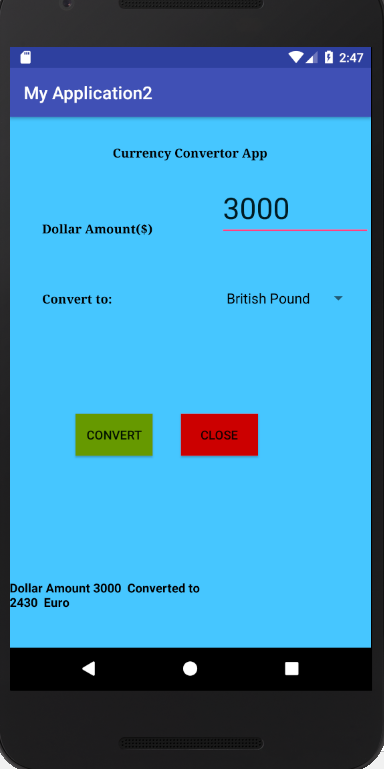 2:47
My Application2
Currency Convertor App
3000
Dollar Amount($)
Convert to:
British Pound
CONVERT
CLOSE
Dollar Amount 3000  Converted to
2430  Euro